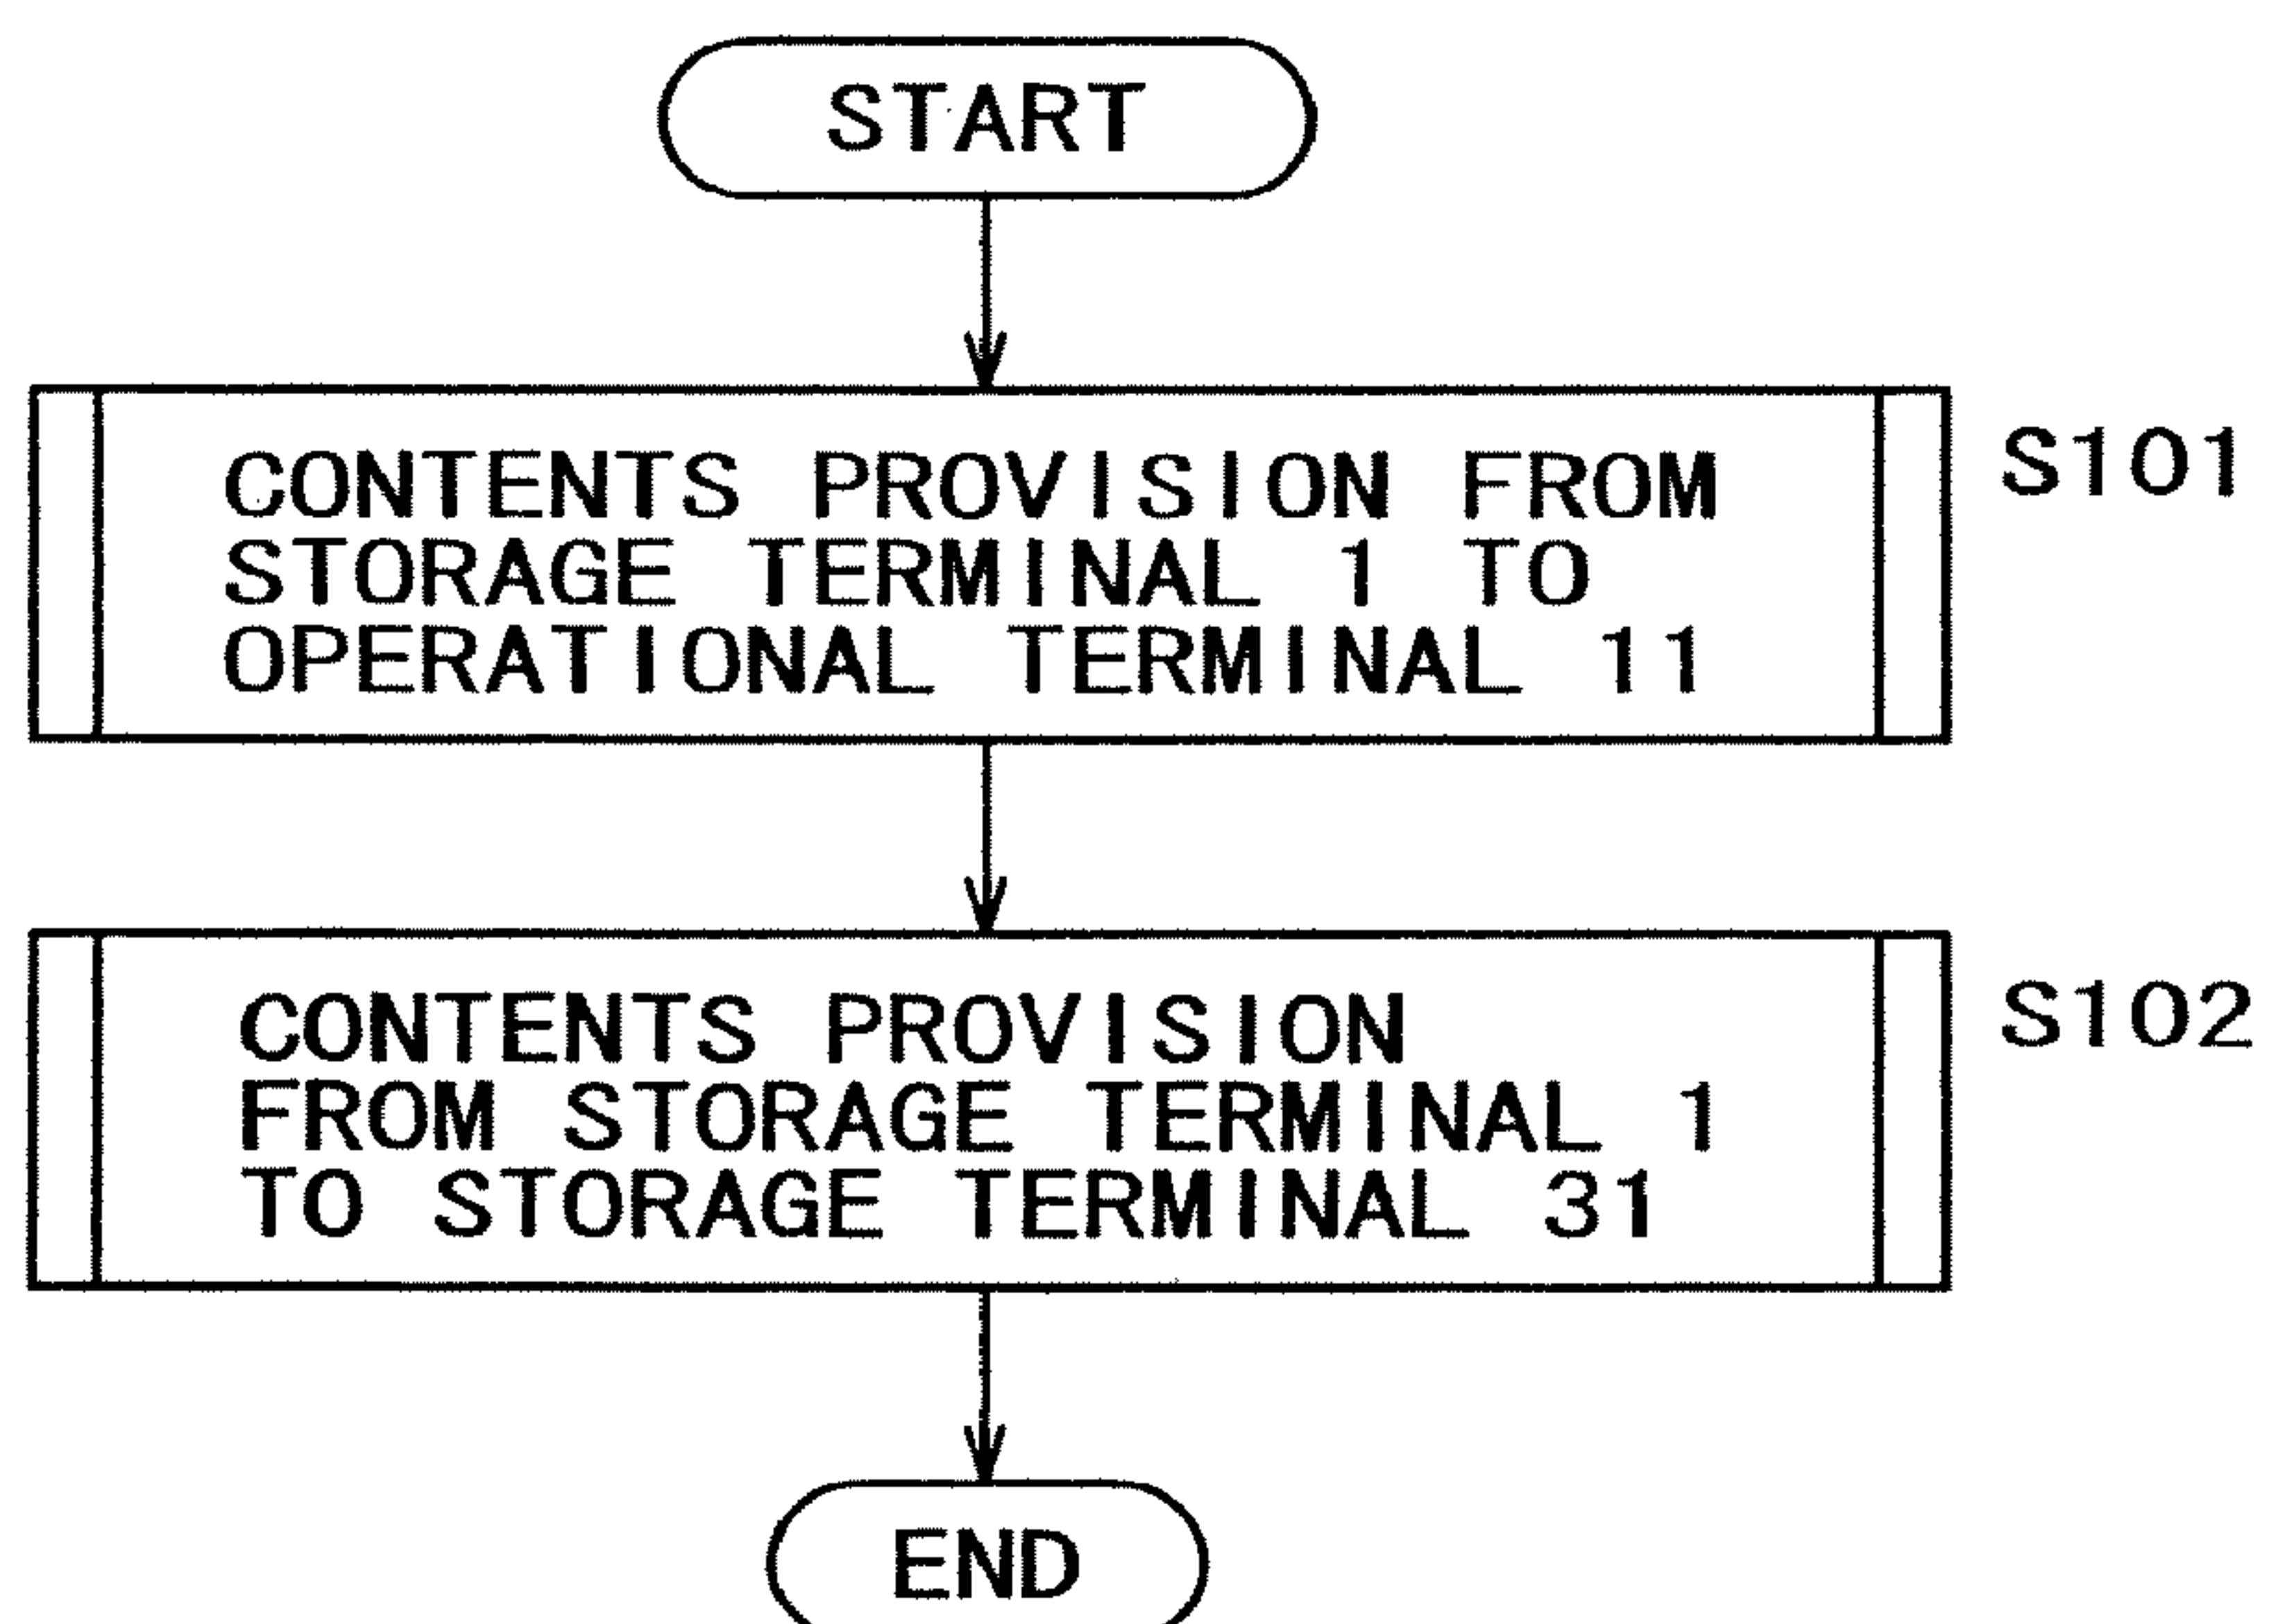 START
CONTENTS PROVISION FROM
STORAGE TERMINAL 1 TO
OPERATIONAL TERMINAL 11
S101
CONTENTS PROVISION
FROM STORAGE TERMINAL 1
TO STORAGE TERMINAL 31
S102
END